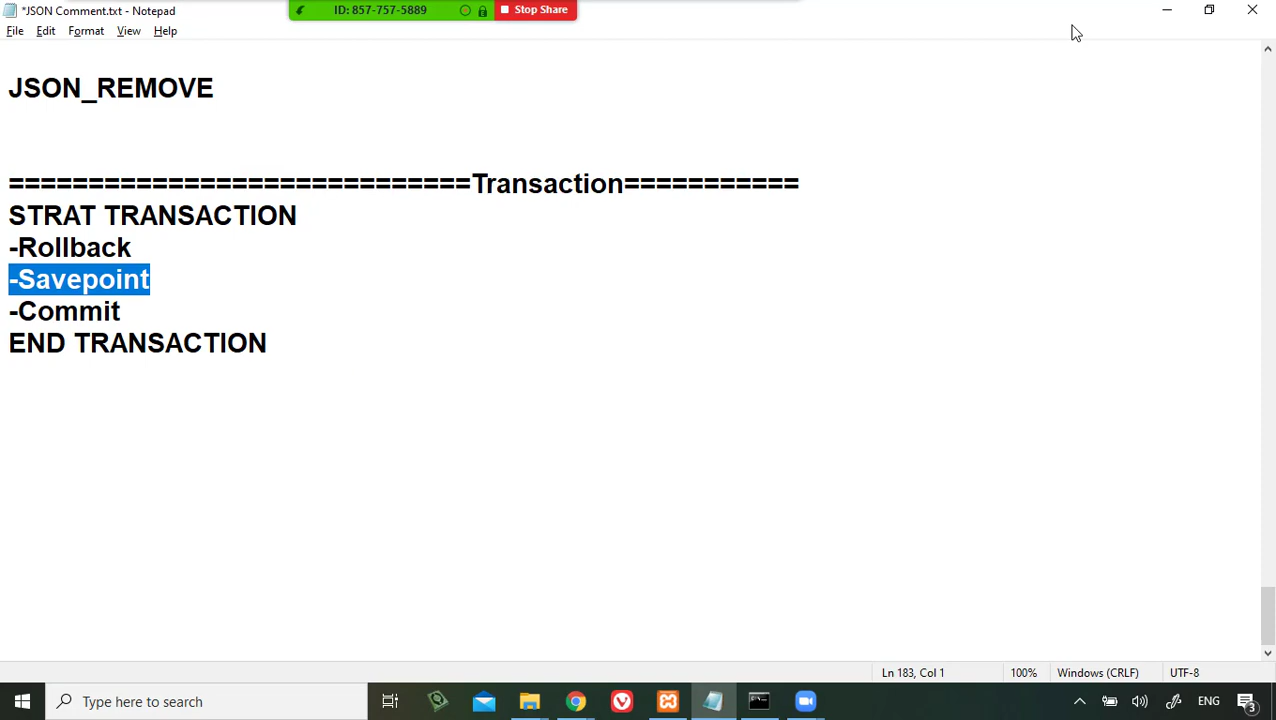 *JSON Comment.txt - Notepad
ID: 857-757-5889
Stop Share
File Edit Format View Help
JSON_REMOVE
=============================Transaction===========
STRAT TRANSACTION
-Rollback
-Savepoint
-Commit
END TRANSACTION
Ln 183, Col 1
100%
Windows (CRLF)
UTF-8
Type here to search
ENG
3